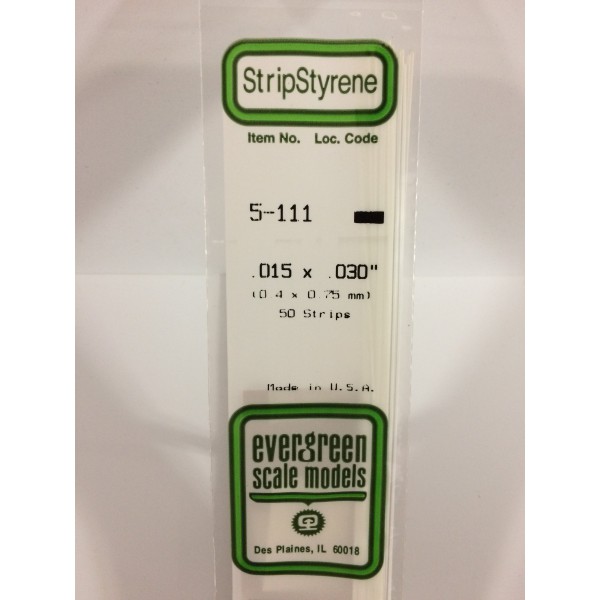 StripStyrene
Item No. Loc. Code
5-111
.015 x .030"
(0.4 x 0.75 mm)
50 Strips
Made in U.S.A.
evergreen
scale models
Des Plaines, IL 60018